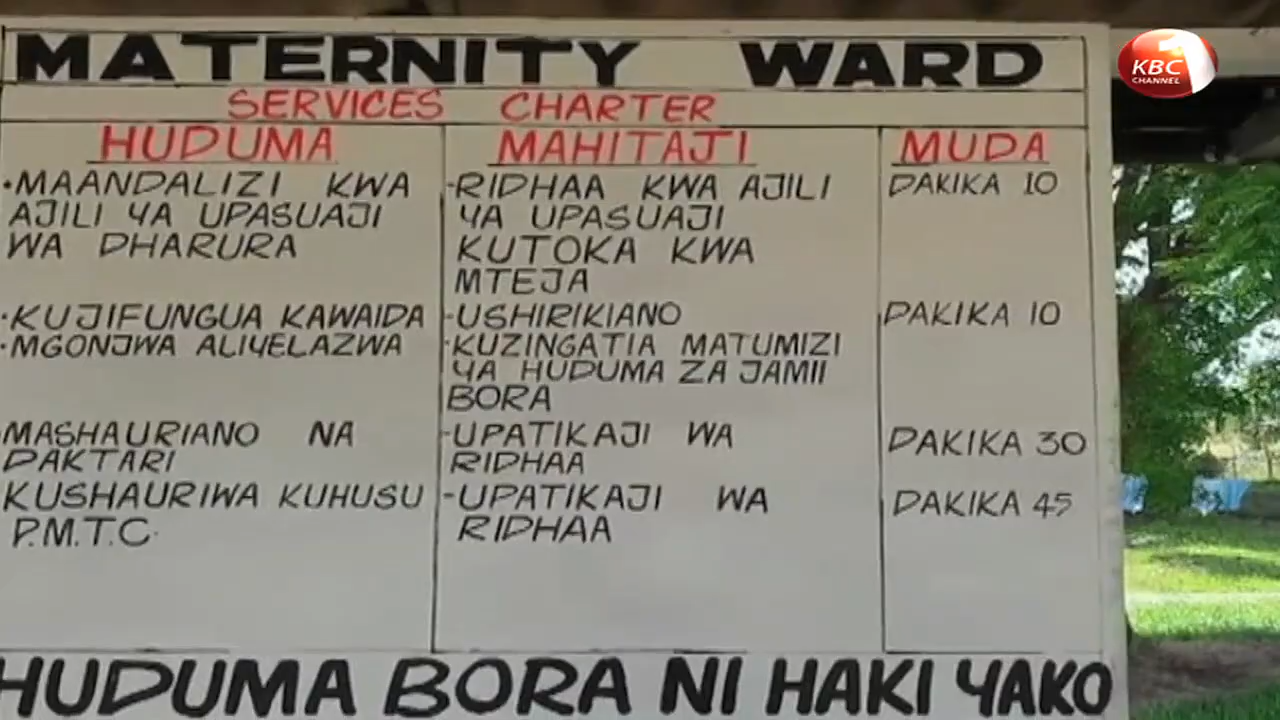 MATERNITY WARD
SERVICES CHARTER
HUDUMA MAHITAJI MUDA
•MAANDALIZI KWA
AJILI YA UPASUAJI
WA DHARURA
-RIDHAA KWA AJILI
YA UPASUAJI
KUTOKA KWA
MTEJA
DAKIKA 10
•KUJIFUNGUA KAWAIDA
-USHIRIKIANO
DAKIKA 10
•MGONJWA ALIYELAZWA
-KUZINGATIA MATUMIZI
YA HUDUMA ZA JAMII
BORA
MASHAURIANO NA
DAKTARI
-UPATIKAJI WA
RIDHAA
DAKIKA 30
KUSHAURIWA KUHUSU
P.M.T.C.
-UPATIKAJI WA
RIDHAA
DAKIKA 45
HUDUMA BORA NI HAKI YAKO
KBC 1
CHANNEL